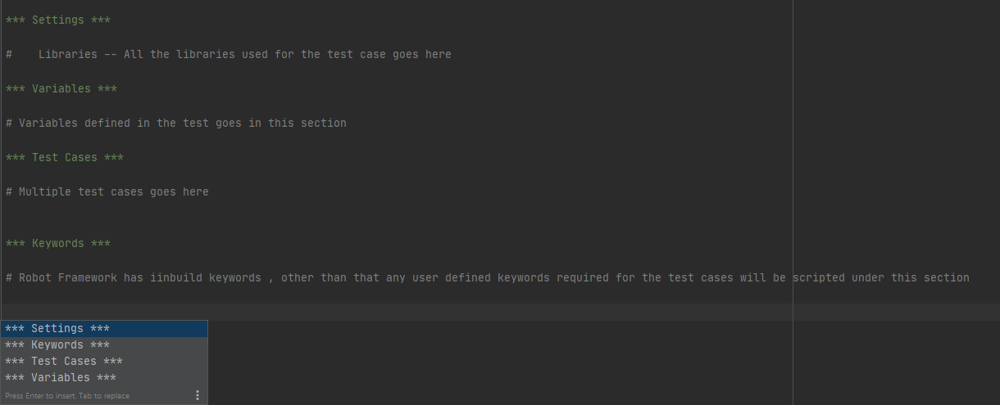 *** Settings ***
#    Libraries -- All the libraries used for the test case goes here
*** Variables ***
# Variables defined in the test goes in this section
*** Test Cases ***
# Multiple test cases goes here
*** Keywords ***
# Robot Framework has iinbuild keywords , other than that any user defined keywords required for the test cases will be scripted under this section
*** Settings ***
*** Keywords ***
*** Test Cases ***
*** Variables ***
Press Enter to insert, Tab to replace